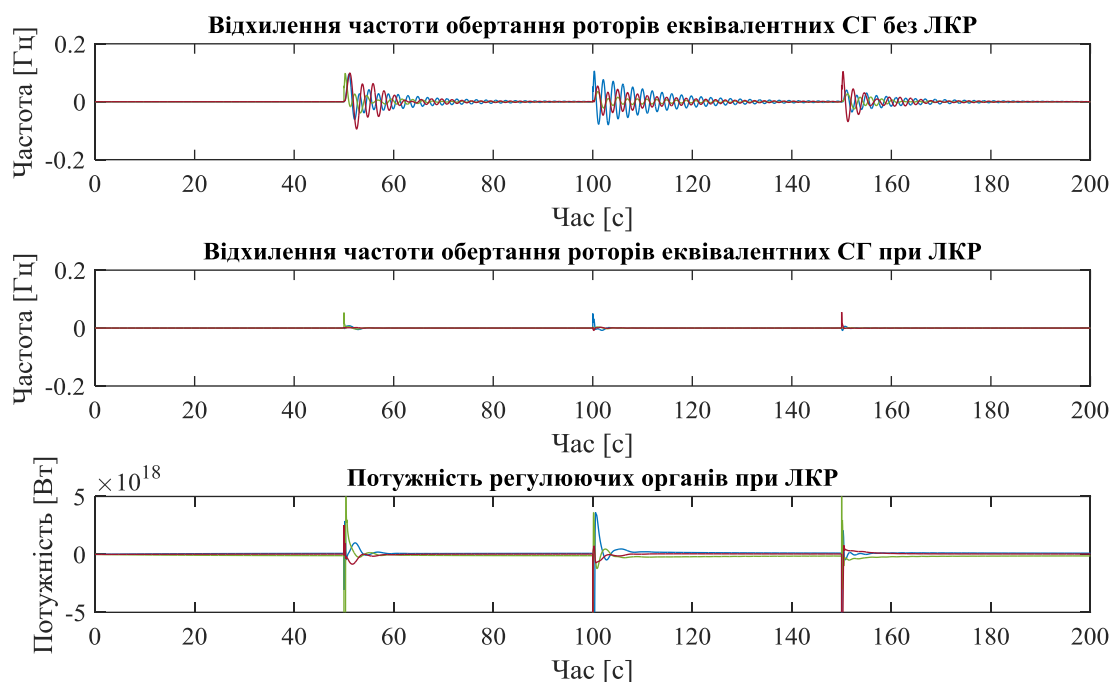 Відхилення частоти обертання роторів еквівалентних СГ без ЛКР
Частота [Гц]
0.2
0
-0.2
0 20 40 60 80 100 120 140 160 180 200
Час [с]
Відхилення частоти обертання роторів еквівалентних СГ при ЛКР
Частота [Гц]
0.2
0
-0.2
0 20 40 60 80 100 120 140 160 180 200
Час [с]
Потужність регулюючих органів при ЛКР
Потужність [Вт]
×10¹⁸
5
0
-5
0 20 40 60 80 100 120 140 160 180 200
Час [с]